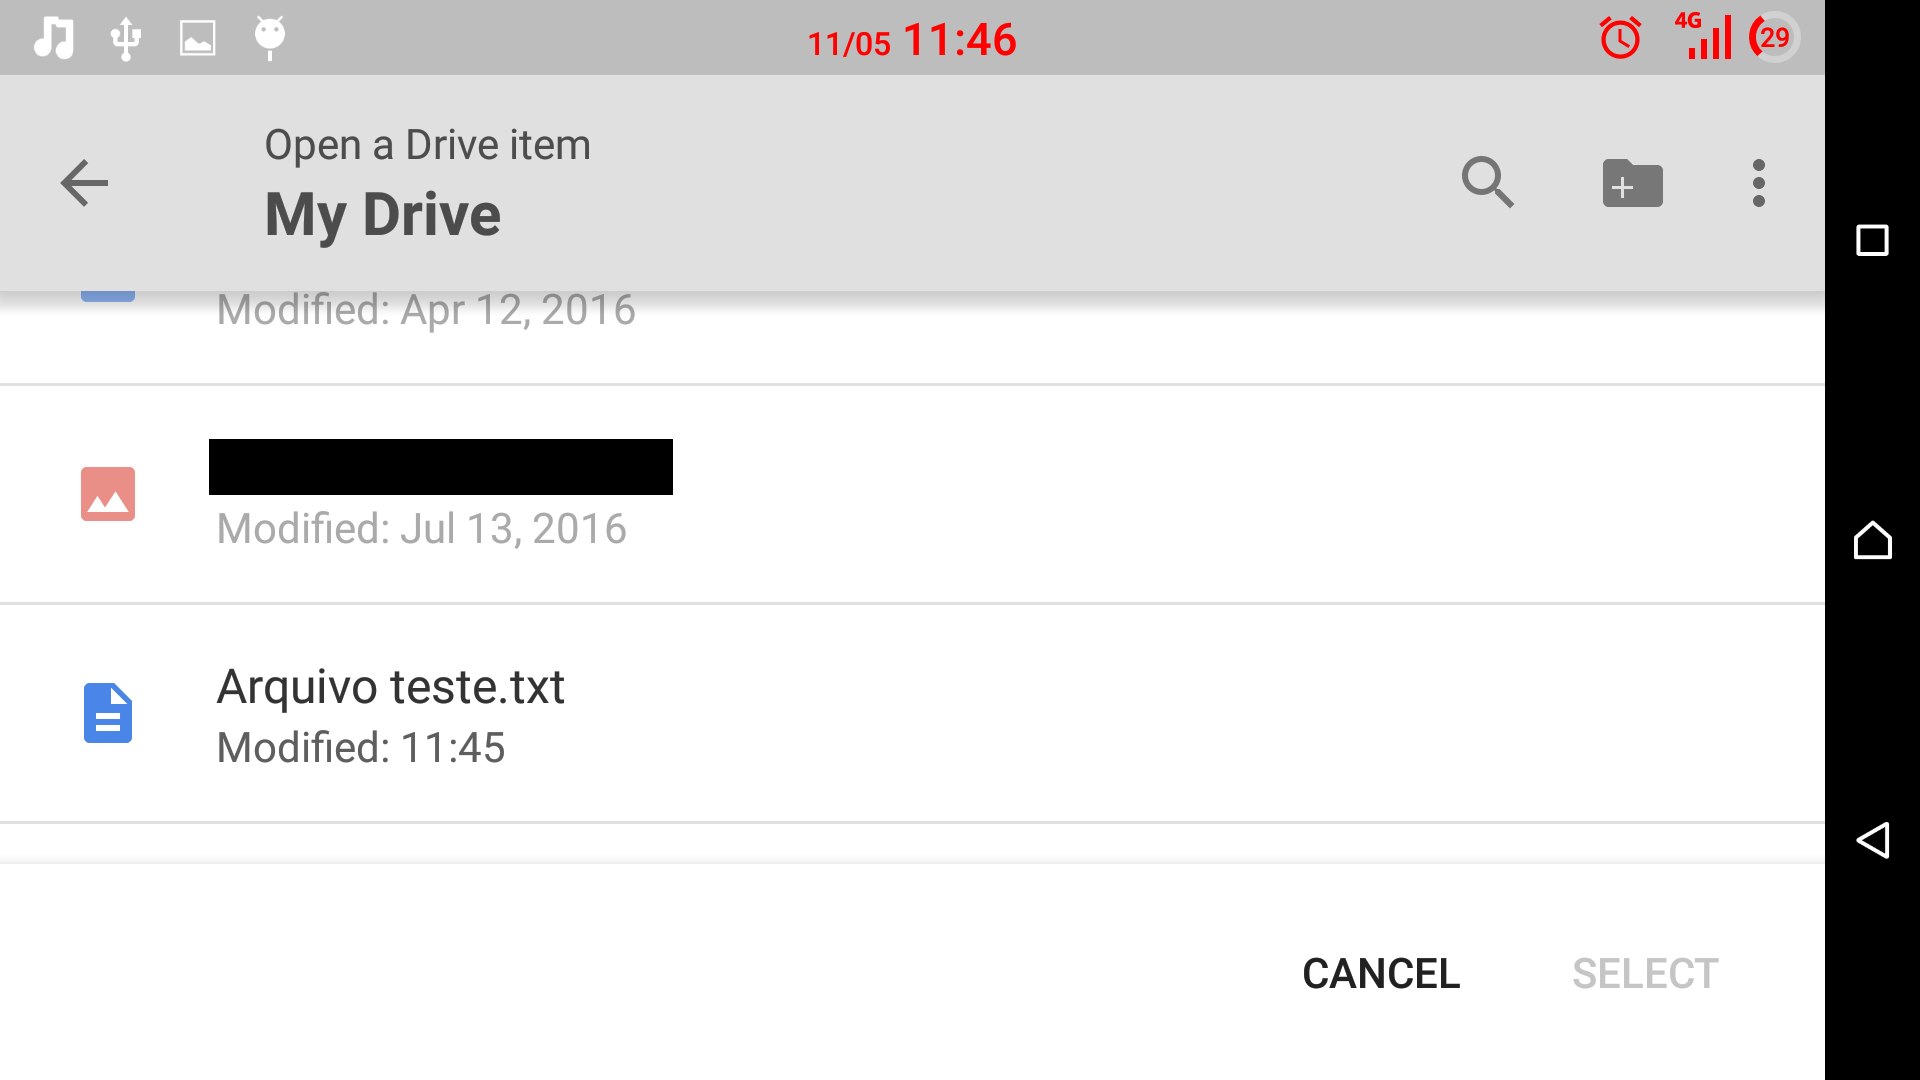 11/05 11:46
4G
29
Open a Drive item
My Drive
Modified: Apr 12, 2016
Modified: Jul 13, 2016
Arquivo teste.txt
Modified: 11:45
CANCEL
SELECT